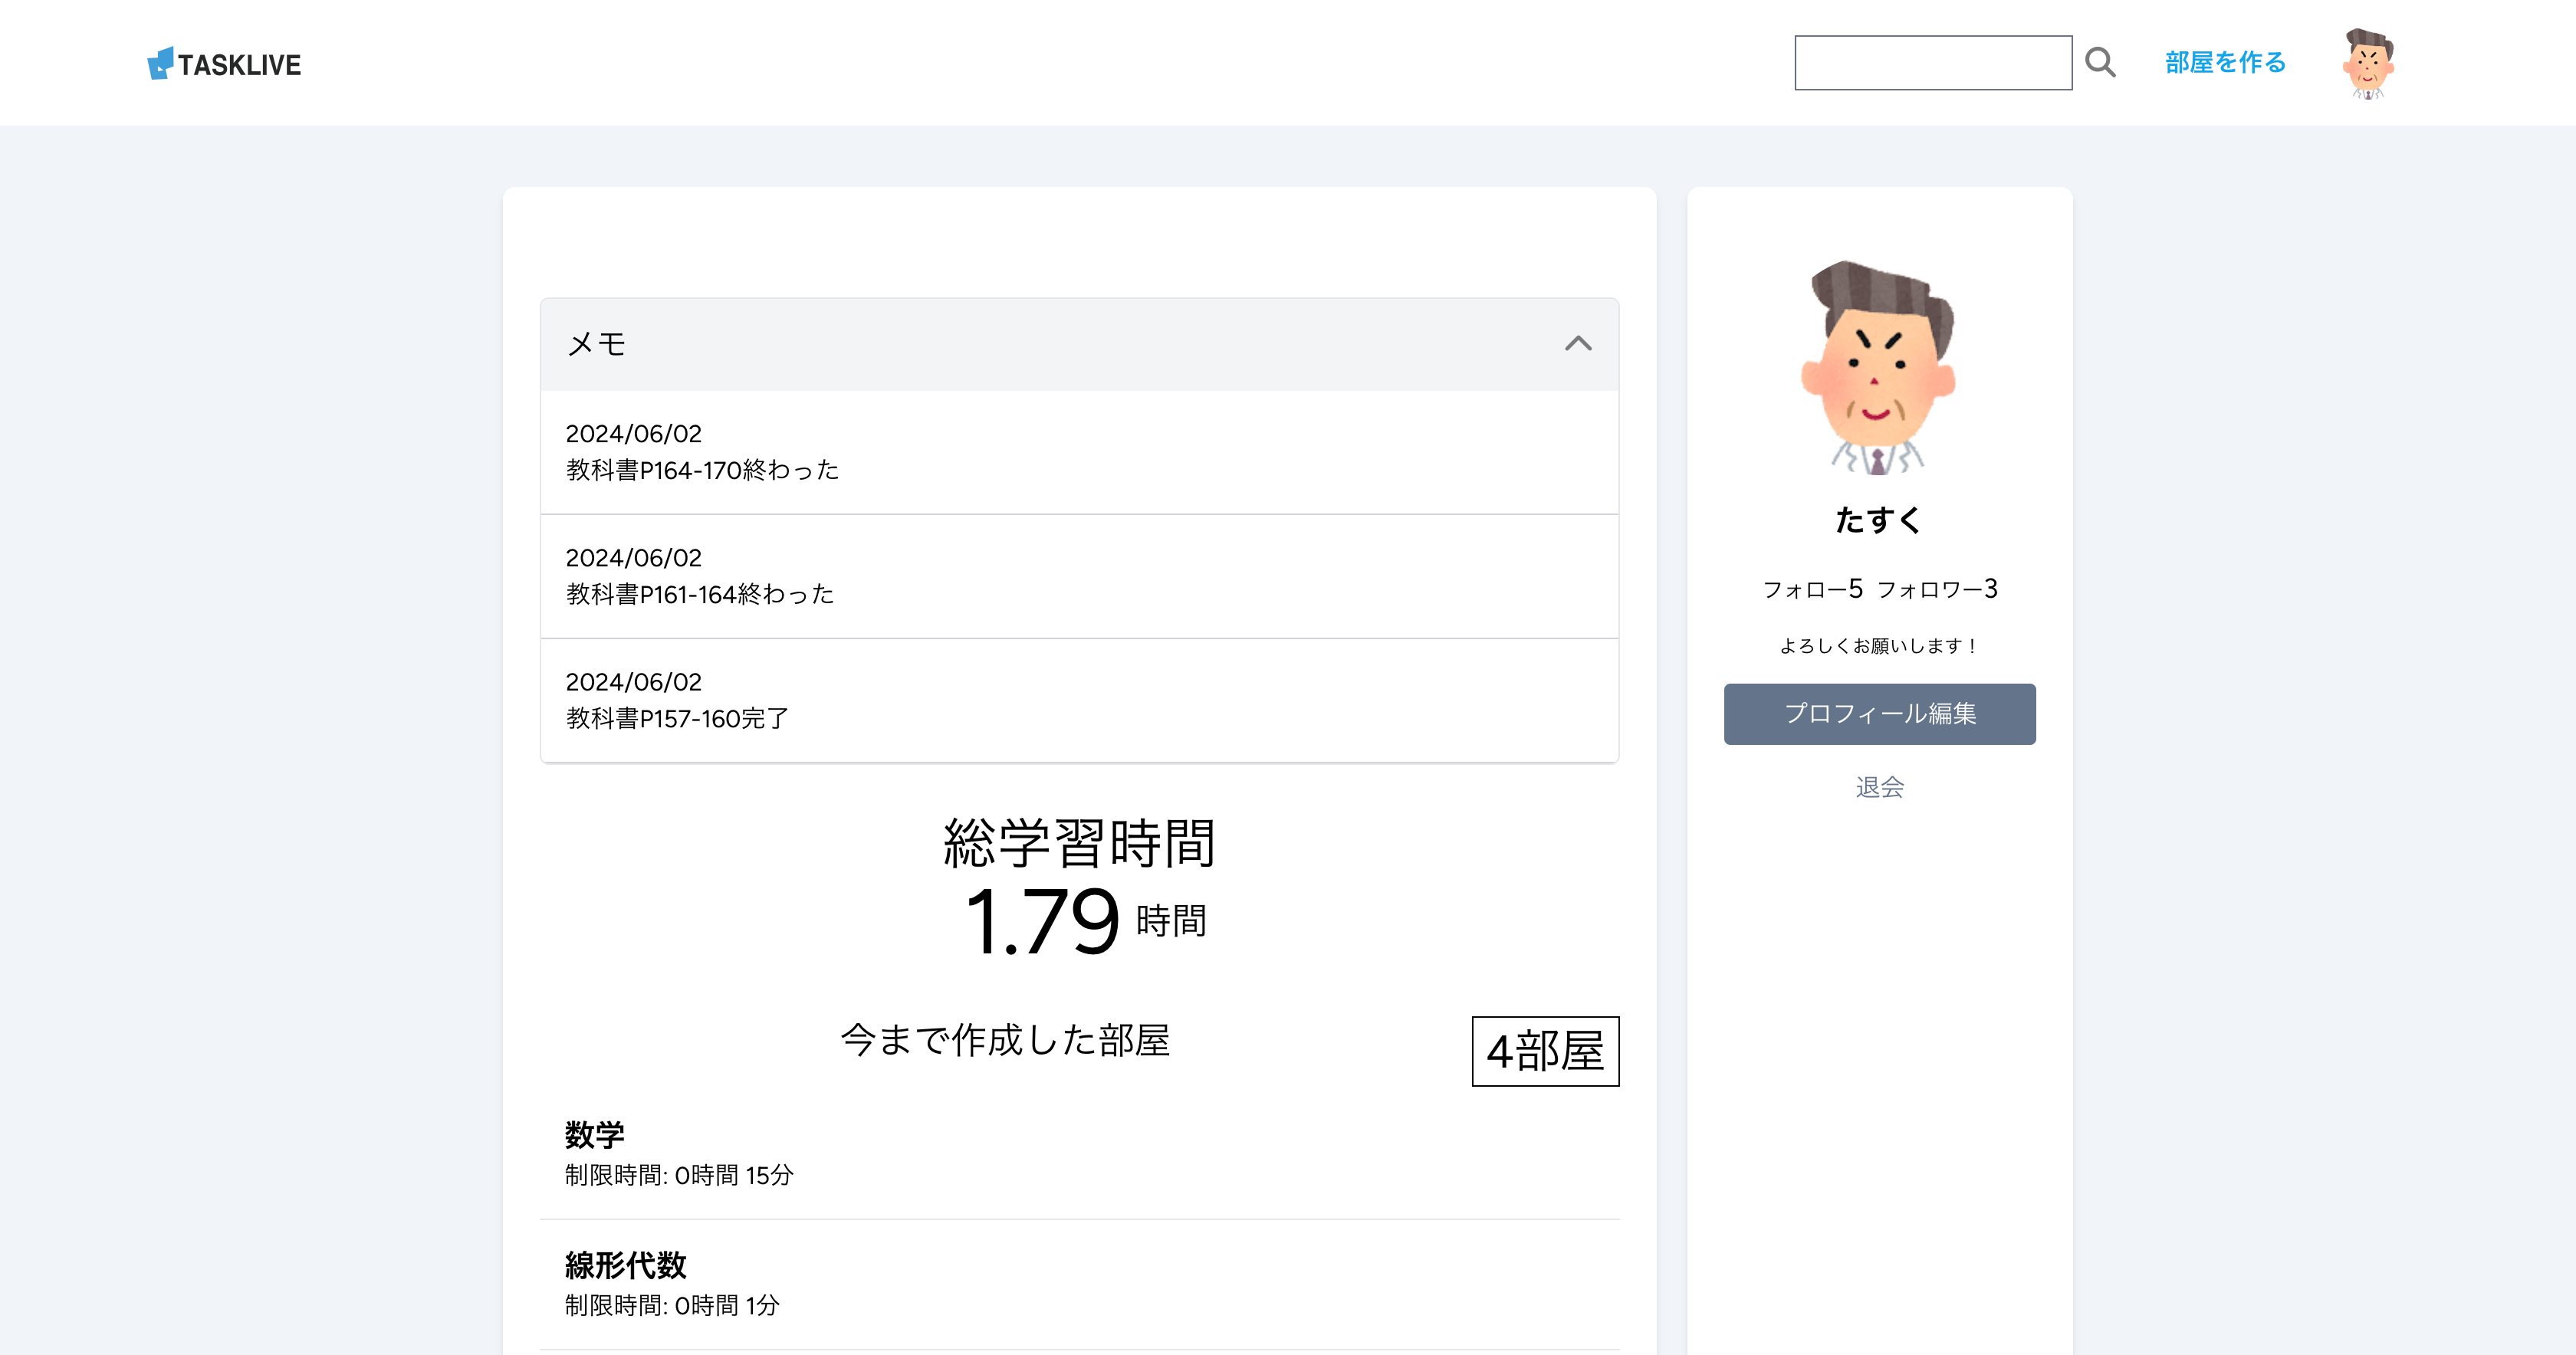 TASKLIVE
部屋を作る
メモ
2024/06/02
教科書P164-170終わった
2024/06/02
教科書P161-164終わった
2024/06/02
教科書P157-160完了
総学習時間
1.79 時間
今まで作成した部屋
4部屋
数学
制限時間: 0時間 15分
線形代数
制限時間: 0時間 1分
たすく
フォロー5 フォロワー3
よろしくお願いします！
プロフィール編集
退会